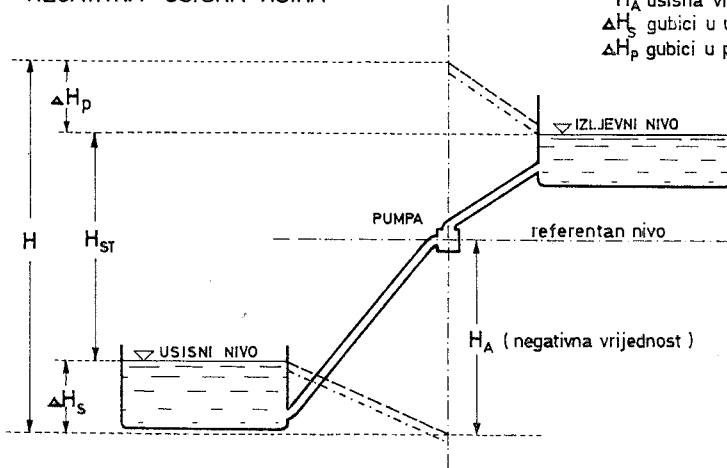 NEGATIVNA USISNA VISINA
H_A usisna
ΔH_S gubici u
ΔH_p gubici u
ΔH_p
IZLJEVNI NIVO
PUMPA
referentan nivo
H
H_ST
H_A ( negativna vrijednost )
USISNI NIVO
ΔH_s